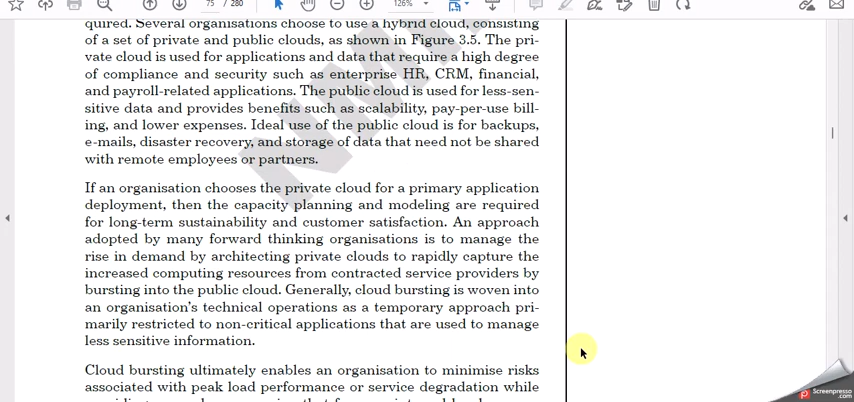 75 / 280
126%
quired. Several organisations choose to use a hybrid cloud, consisting
of a set of private and public clouds, as shown in Figure 3.5. The pri-
vate cloud is used for applications and data that require a high degree
of compliance and security such as enterprise HR, CRM, financial,
and payroll-related applications. The public cloud is used for less-sen-
sitive data and provides benefits such as scalability, pay-per-use bill-
ing, and lower expenses. Ideal use of the public cloud is for backups,
e-mails, disaster recovery, and storage of data that need not be shared
with remote employees or partners.
If an organisation chooses the private cloud for a primary application
deployment, then the capacity planning and modeling are required
for long-term sustainability and customer satisfaction. An approach
adopted by many forward thinking organisations is to manage the
rise in demand by architecting private clouds to rapidly capture the
increased computing resources from contracted service providers by
bursting into the public cloud. Generally, cloud bursting is woven into
an organisation's technical operations as a temporary approach pri-
marily restricted to non-critical applications that are used to manage
less sensitive information.
Cloud bursting ultimately enables an organisation to minimise risks
associated with peak load performance or service degradation while
Screenpresso
.com